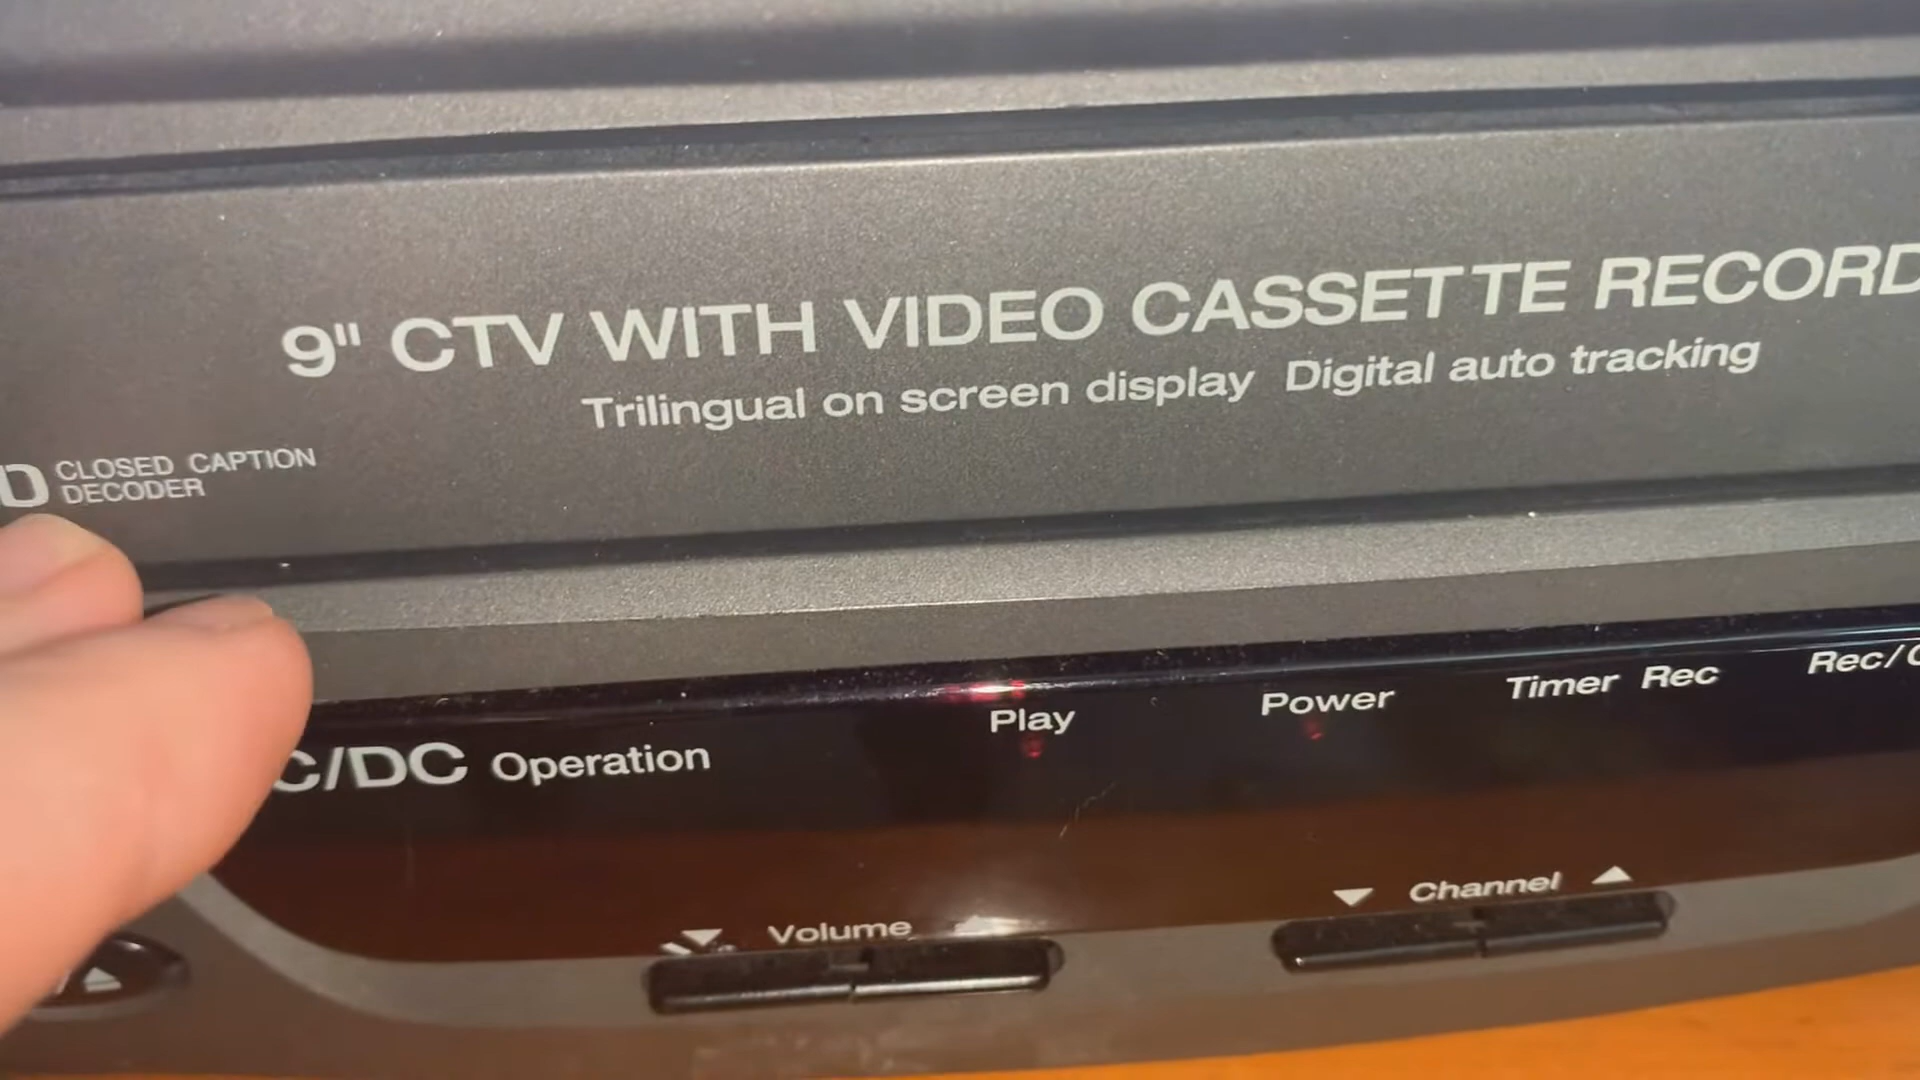 9" CTV WITH VIDEO CASSETTE RECORD
Trilingual on screen display Digital auto tracking
CLOSED CAPTION
DECODER
C/DC Operation
Play
Power
Timer Rec
Rec/
Volume
Channel